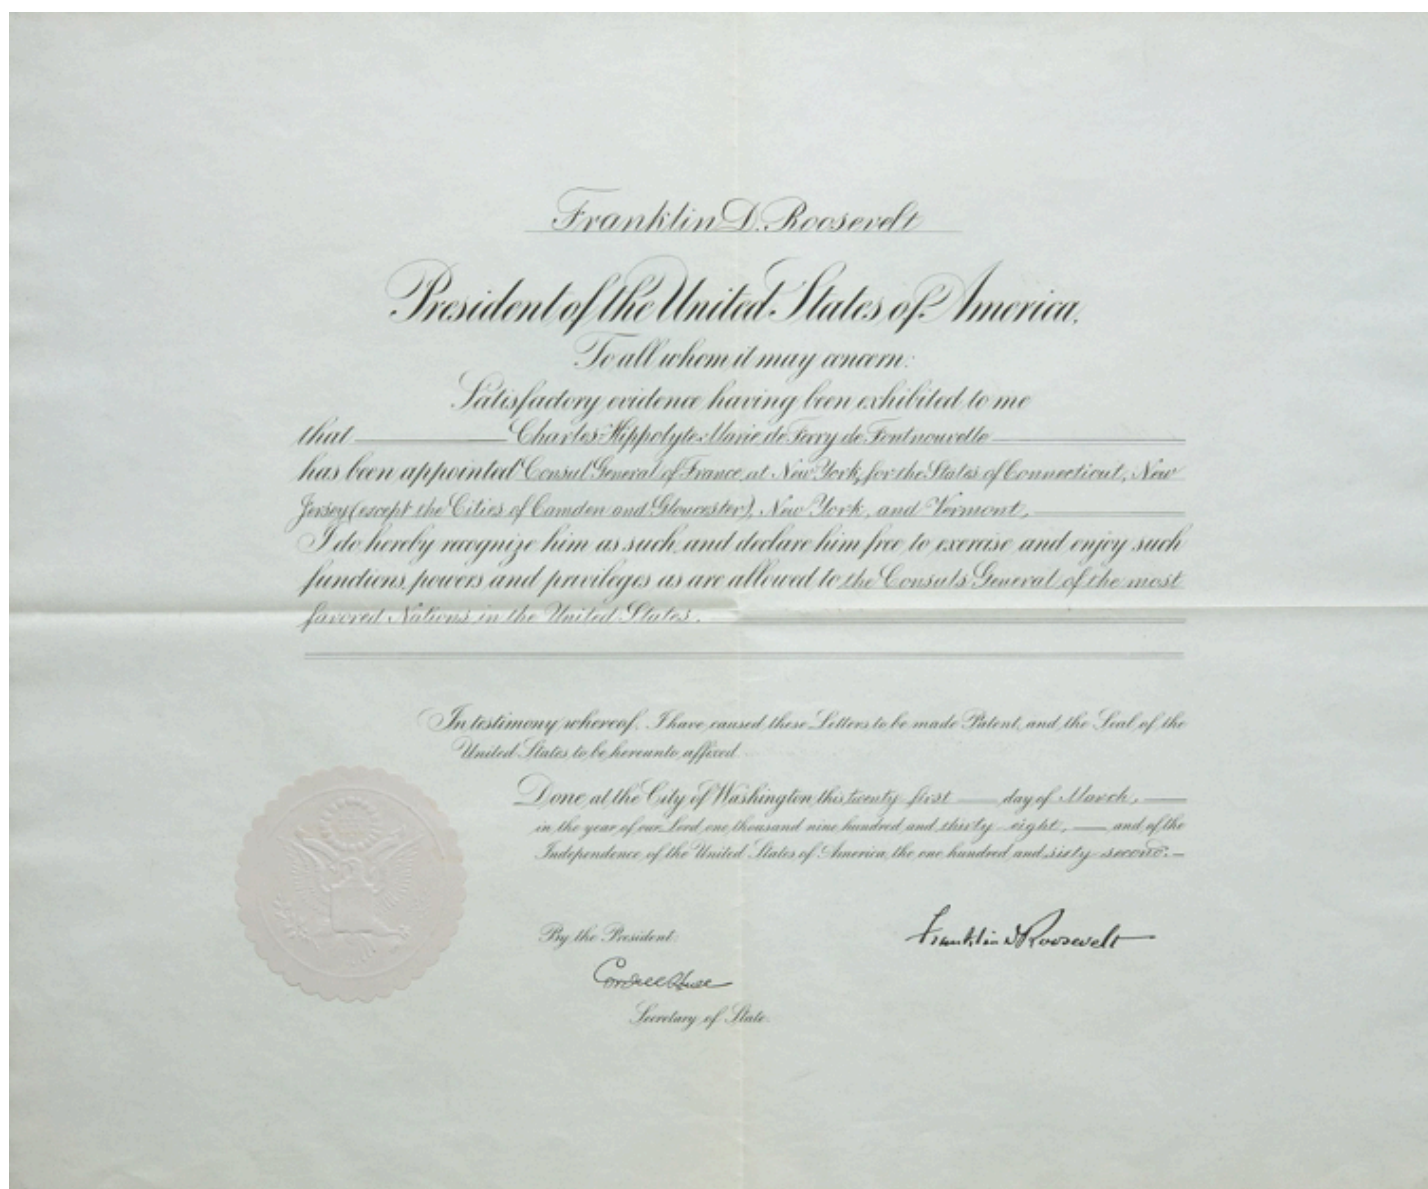 Franklin D. Roosevelt
President of the United States of America.
To all whom it may concern:
Satisfactory evidence having been exhibited to me
that Charles-Hippolyte-Marie de Ferry de Fontnouvelle
has been appointed Consul General of France at New York, for the States of Connecticut, New
Jersey (except the Cities of Camden and Gloucester), New York, and Vermont,
I do hereby recognize him as such, and declare him free to exercise and enjoy such
functions, powers and privileges as are allowed to the Consuls General of the most
favored Nations in the United States.
In testimony whereof, I have caused these Letters to be made Patent, and the Seal of the
United States to be hereunto affixed.
Done at the City of Washington this twenty-first day of March,
in the year of our Lord one thousand nine hundred and thirty-eight, and of the
Independence of the United States of America, the one hundred and sixty-second.
Franklin D Roosevelt
By the President:
Cordell Hull
Secretary of State.